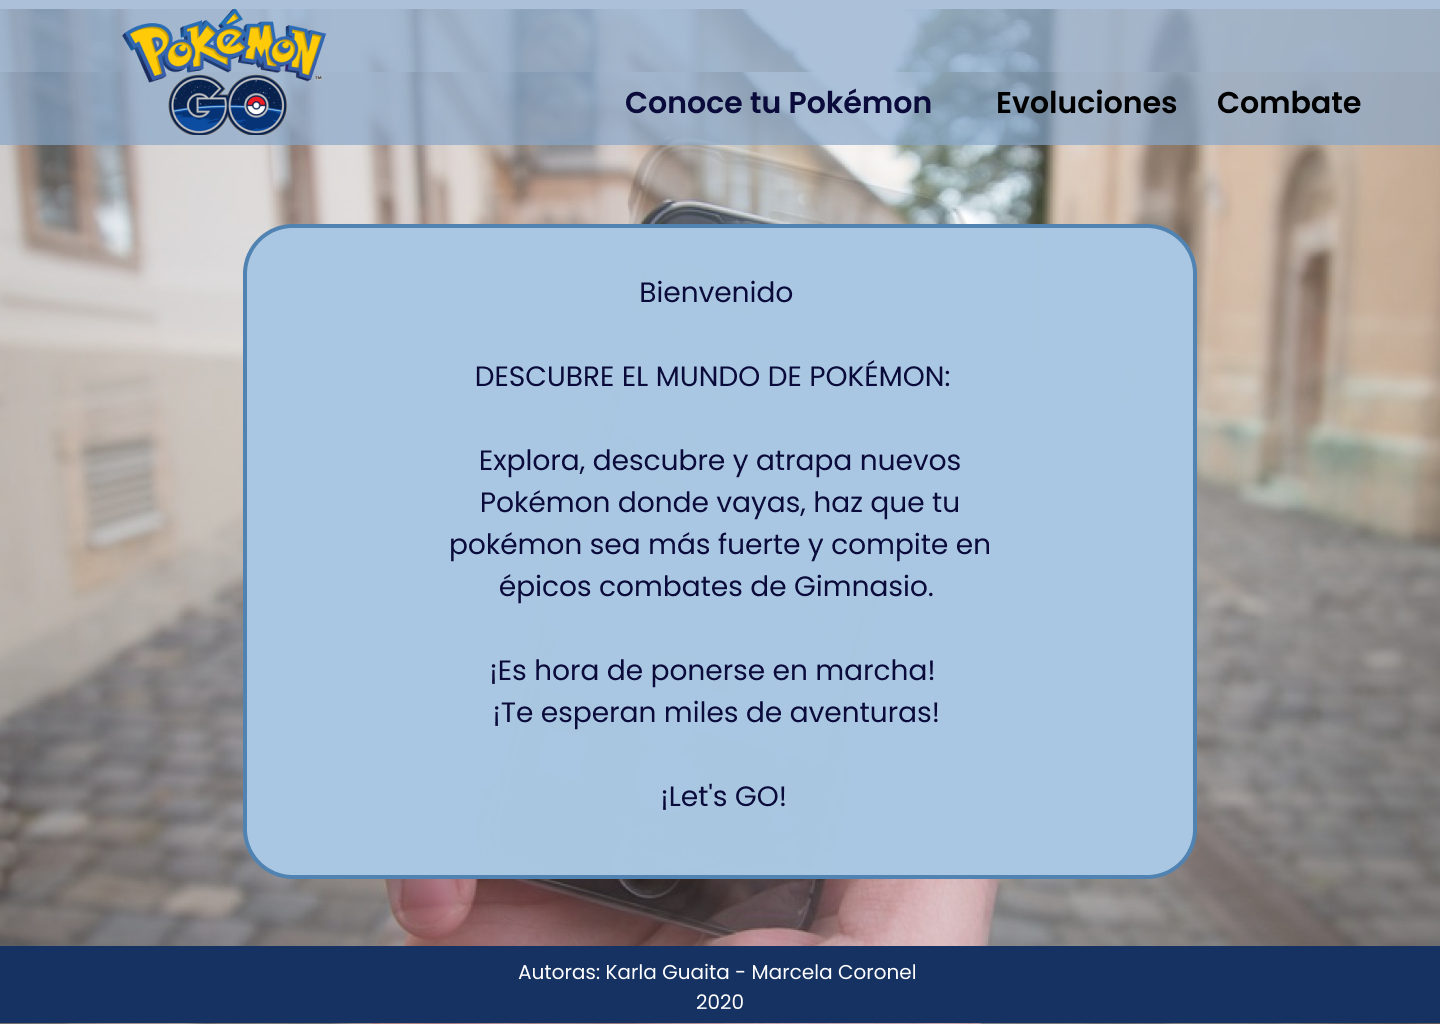 POKéMON
GO
Conoce tu Pokémon Evoluciones Combate
Bienvenido
DESCUBRE EL MUNDO DE POKÉMON:
Explora, descubre y atrapa nuevos
Pokémon donde vayas, haz que tu
pokémon sea más fuerte y compite en
épicos combates de Gimnasio.
¡Es hora de ponerse en marcha!
¡Te esperan miles de aventuras!
¡Let's GO!
Autoras: Karla Guaita - Marcela Coronel
2020